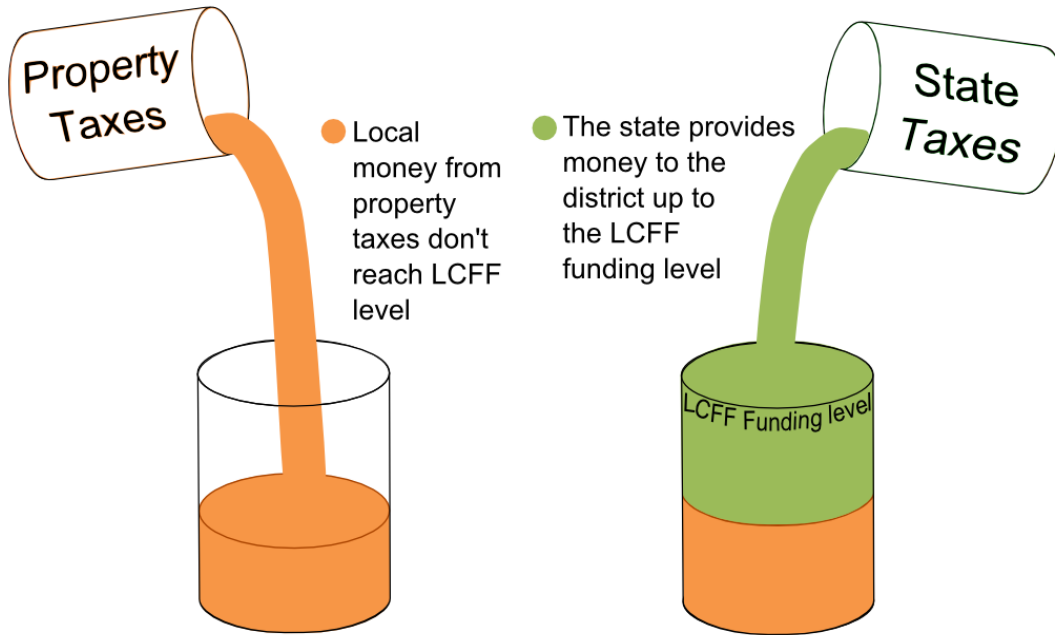 Property
Taxes
Local
money from
property
taxes don't
reach LCFF
level
The state provides
money to the
district up to
the LCFF
funding level
State
Taxes
LCFF Funding level